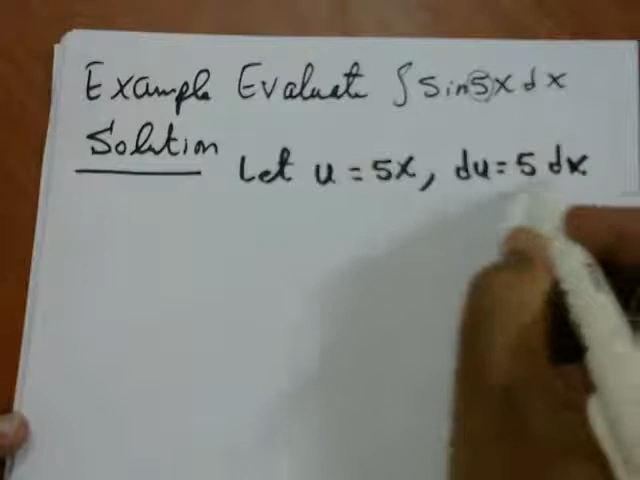 Example Evaluate ∫ Sin5x dx
Solution
Let u = 5x, du = 5 dx